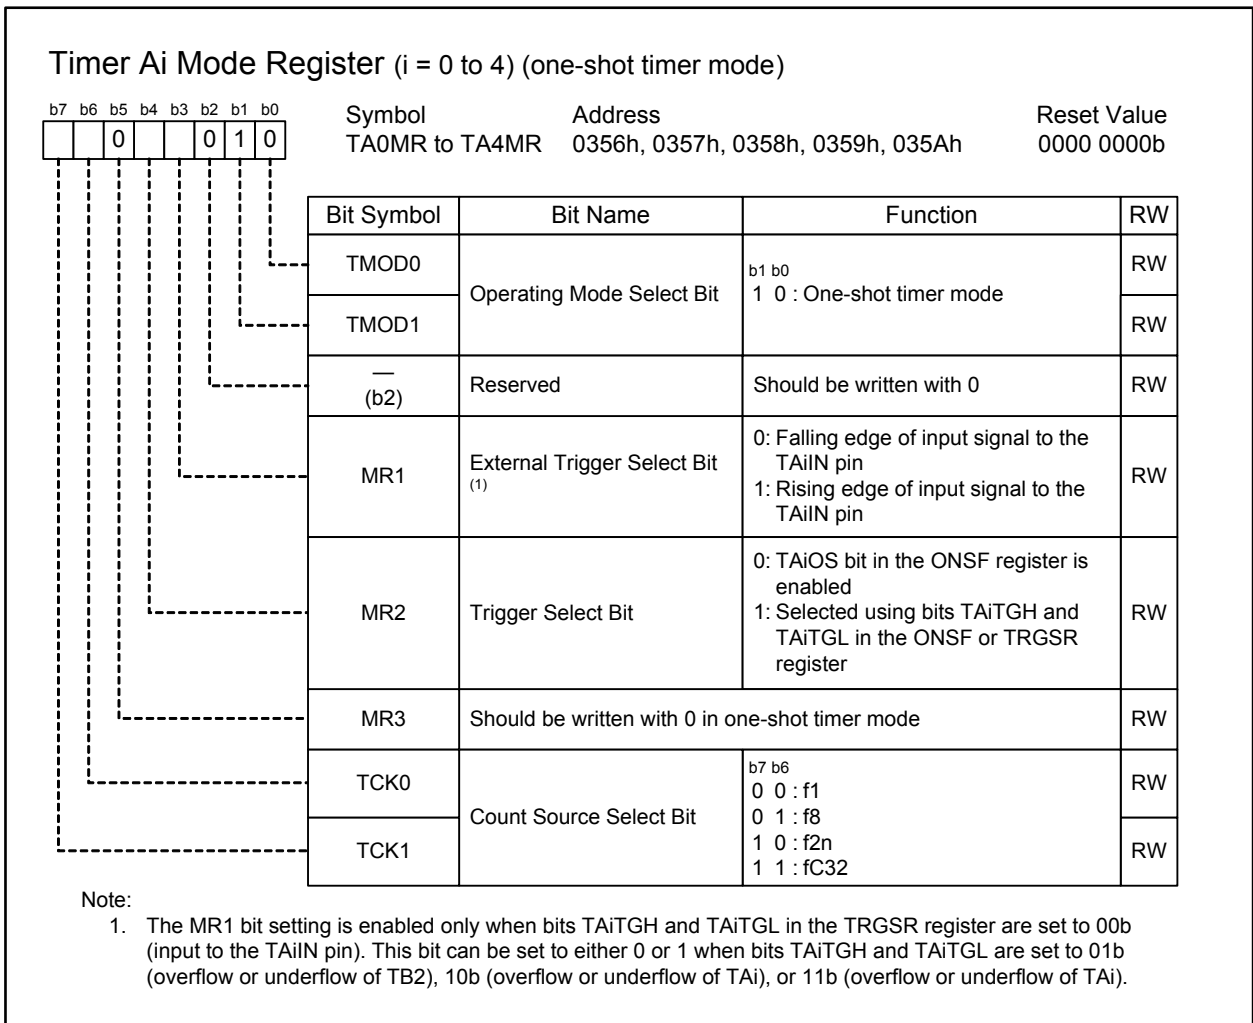 Timer Ai Mode Register (i = 0 to 4) (one-shot timer mode)
b7 b6 b5 b4 b3 b2 b1 b0
0 0 1 0
Symbol Address Reset Value
TA0MR to TA4MR 0356h, 0357h, 0358h, 0359h, 035Ah 0000 0000b
Bit Symbol Bit Name Function RW
TMOD0 RW
Operating Mode Select Bit
b1 b0
1 0 : One-shot timer mode
TMOD1 RW
—
(b2)
Reserved Should be written with 0 RW
MR1
External Trigger Select Bit
(1)
0: Falling edge of input signal to the
TAiIN pin
1: Rising edge of input signal to the
TAiIN pin
RW
MR2 Trigger Select Bit
0: TAiOS bit in the ONSF register is
enabled
1: Selected using bits TAiTGH and
TAiTGL in the ONSF or TRGSR
register
RW
MR3 Should be written with 0 in one-shot timer mode RW
TCK0 RW
Count Source Select Bit
b7 b6
0 0 : f1
0 1 : f8
1 0 : f2n
1 1 : fC32
TCK1 RW
Note:
1. The MR1 bit setting is enabled only when bits TAiTGH and TAiTGL in the TRGSR register are set to 00b
(input to the TAiIN pin). This bit can be set to either 0 or 1 when bits TAiTGH and TAiTGL are set to 01b
(overflow or underflow of TB2), 10b (overflow or underflow of TAi), or 11b (overflow or underflow of TAi).